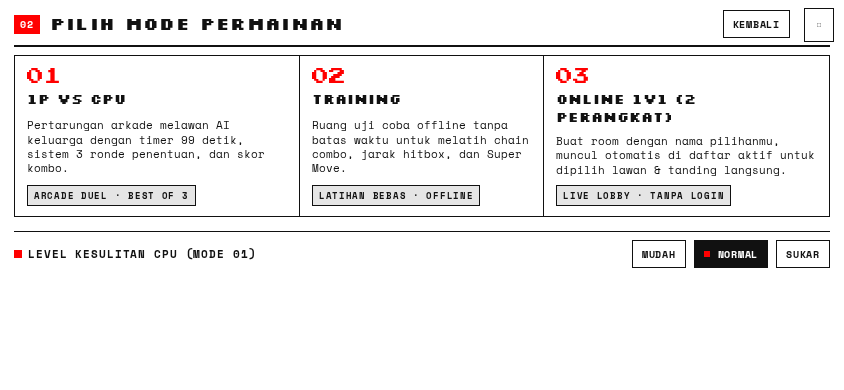 02 PILIH MODE PERMAINAN
KEMBALI
01
1P VS CPU
Pertarungan arkade melawan AI
keluarga dengan timer 99 detik,
sistem 3 ronde penentuan, dan skor
kombo.
ARCADE DUEL · BEST OF 3
02
TRAINING
Ruang uji coba offline tanpa
batas waktu untuk melatih chain
combo, jarak hitbox, dan Super
Move.
LATIHAN BEBAS · OFFLINE
03
ONLINE 1V1 (2
PERANGKAT)
Buat room dengan nama pilihanmu,
muncul otomatis di daftar aktif untuk
dipilih lawan & tanding langsung.
LIVE LOBBY · TANPA LOGIN
LEVEL KESULITAN CPU (MODE 01)
MUDAH
NORMAL
SUKAR